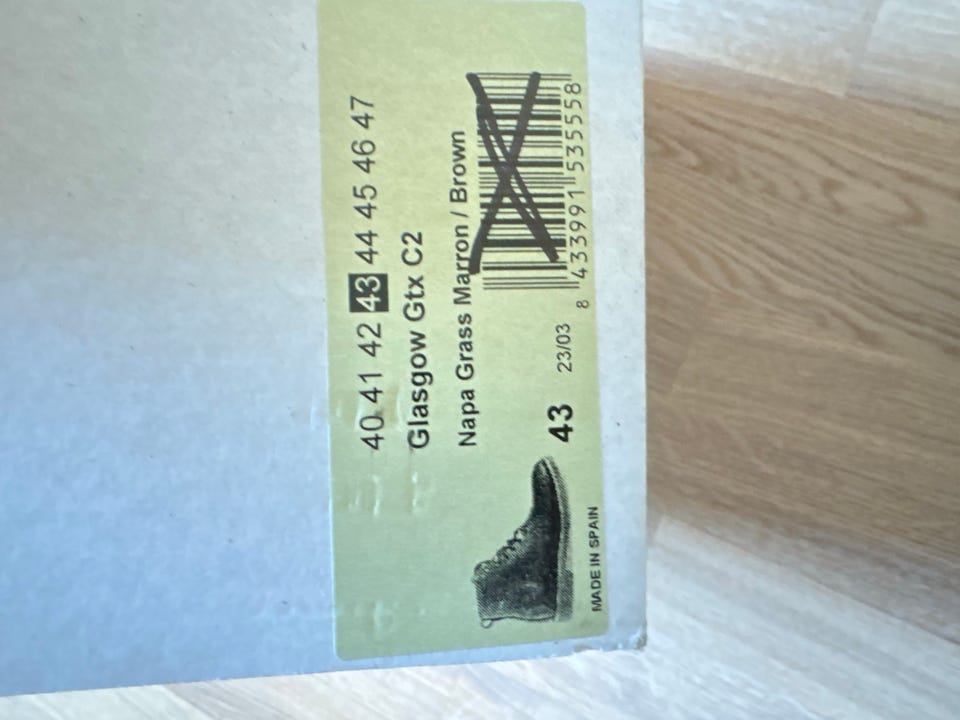 40 41 42 43 44 45 46 47
Glasgow Gtx C2
Napa Grass Marron / Brown
43 23/03
8 433991 535558
MADE IN SPAIN